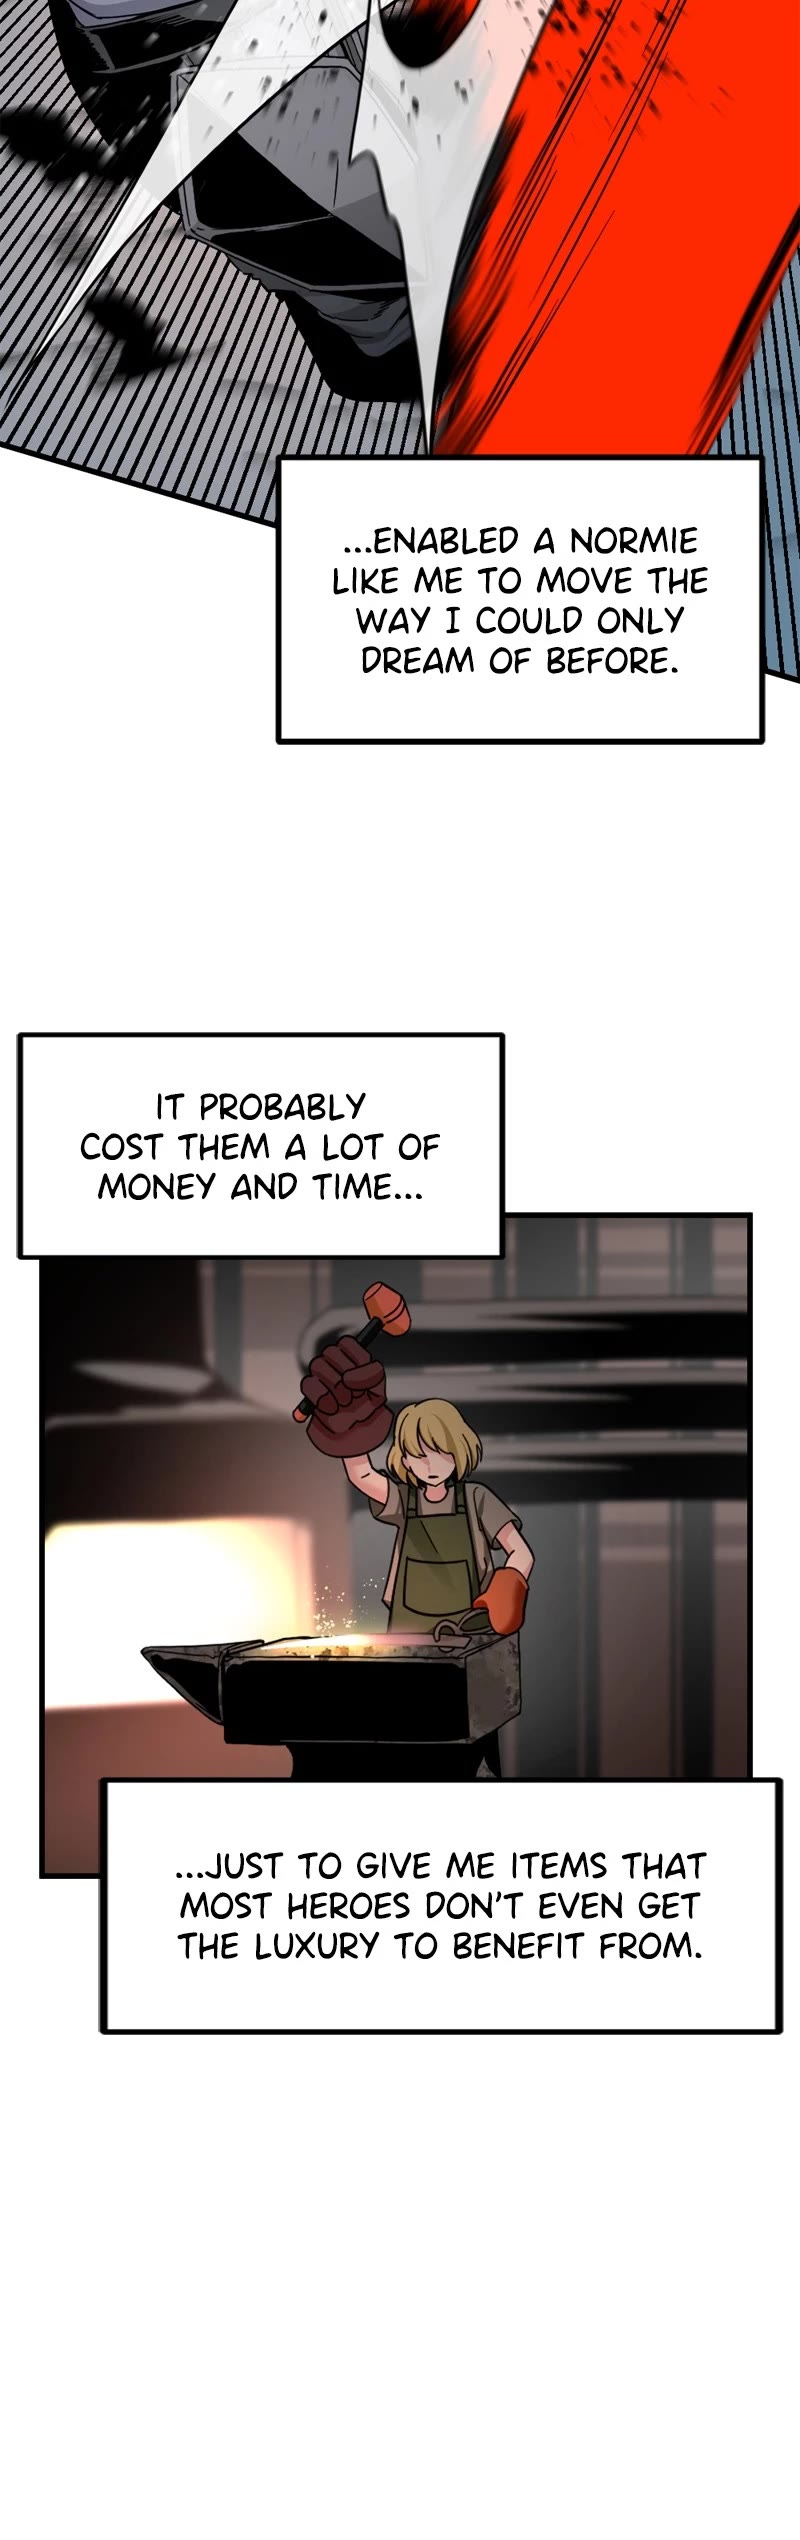 ...ENABLED A NORMIE
LIKE ME TO MOVE THE
WAY I COULD ONLY
DREAM OF BEFORE.
IT PROBABLY
COST THEM A LOT OF
MONEY AND TIME...
...JUST TO GIVE ME ITEMS THAT
MOST HEROES DON'T EVEN GET
THE LUXURY TO BENEFIT FROM.